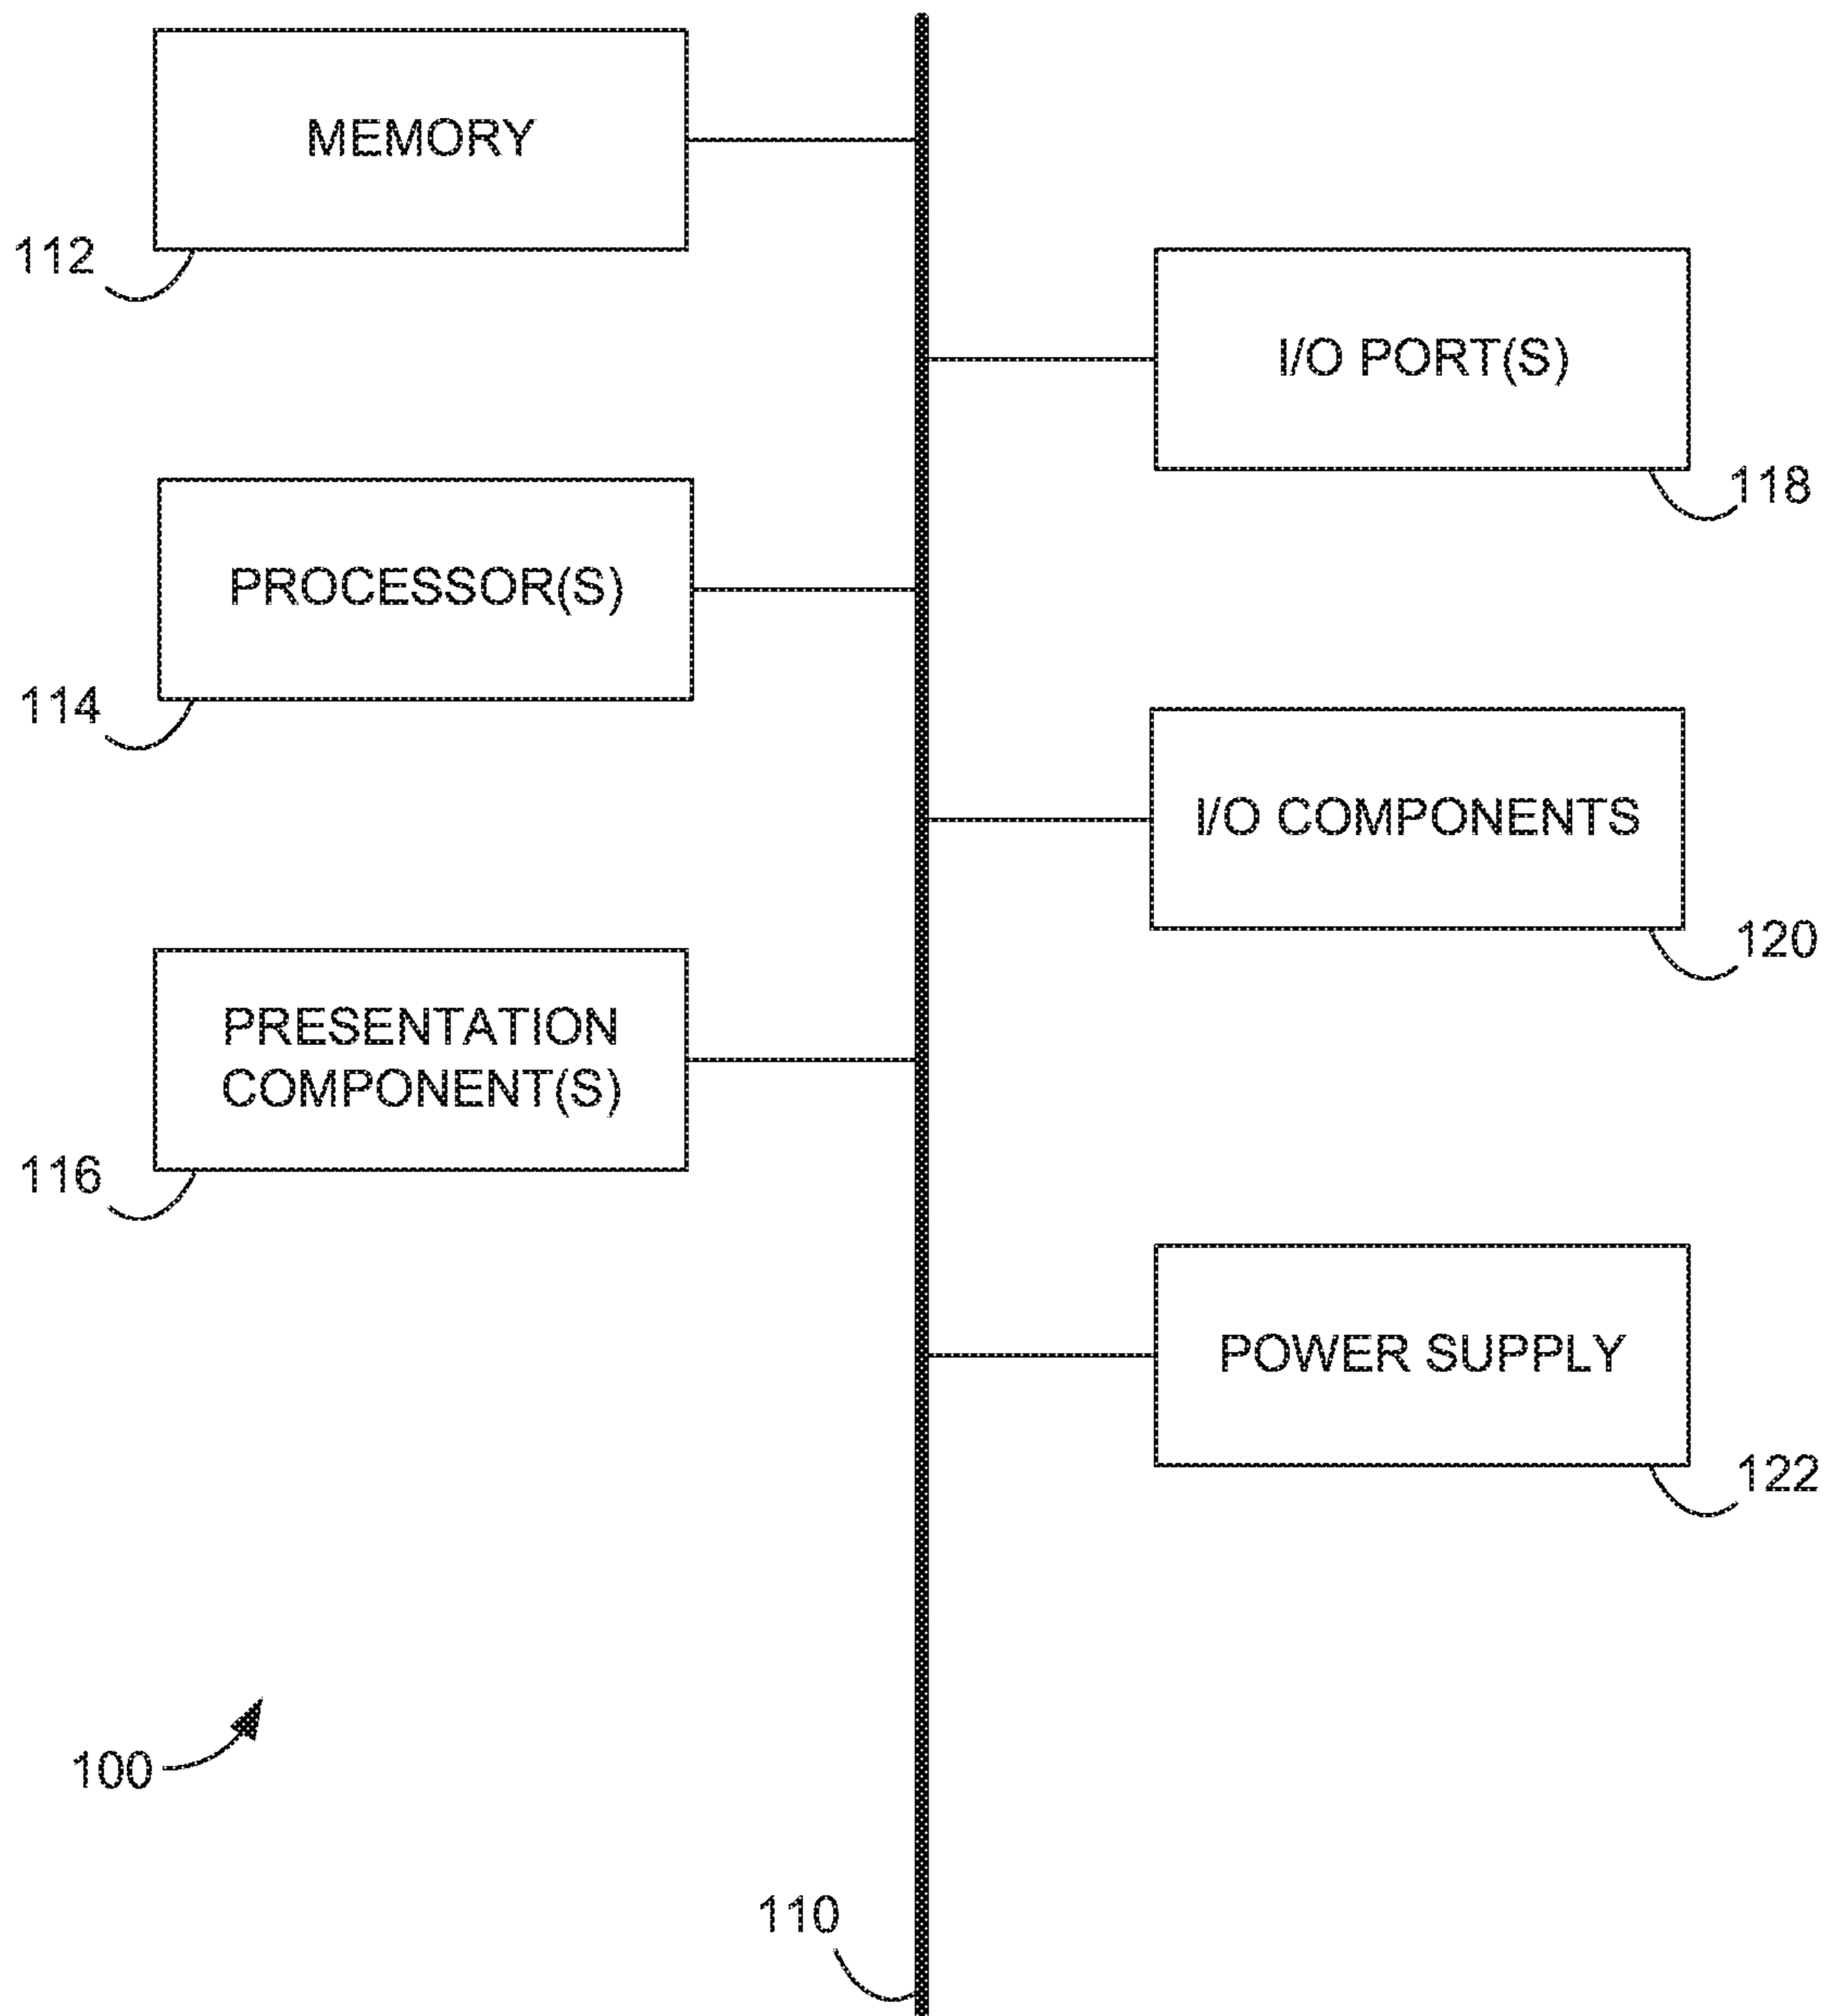 MEMORY
112
I/O PORT(S)
118
PROCESSOR(S)
114
I/O COMPONENTS
120
PRESENTATION
COMPONENT(S)
116
POWER SUPPLY
122
100
110